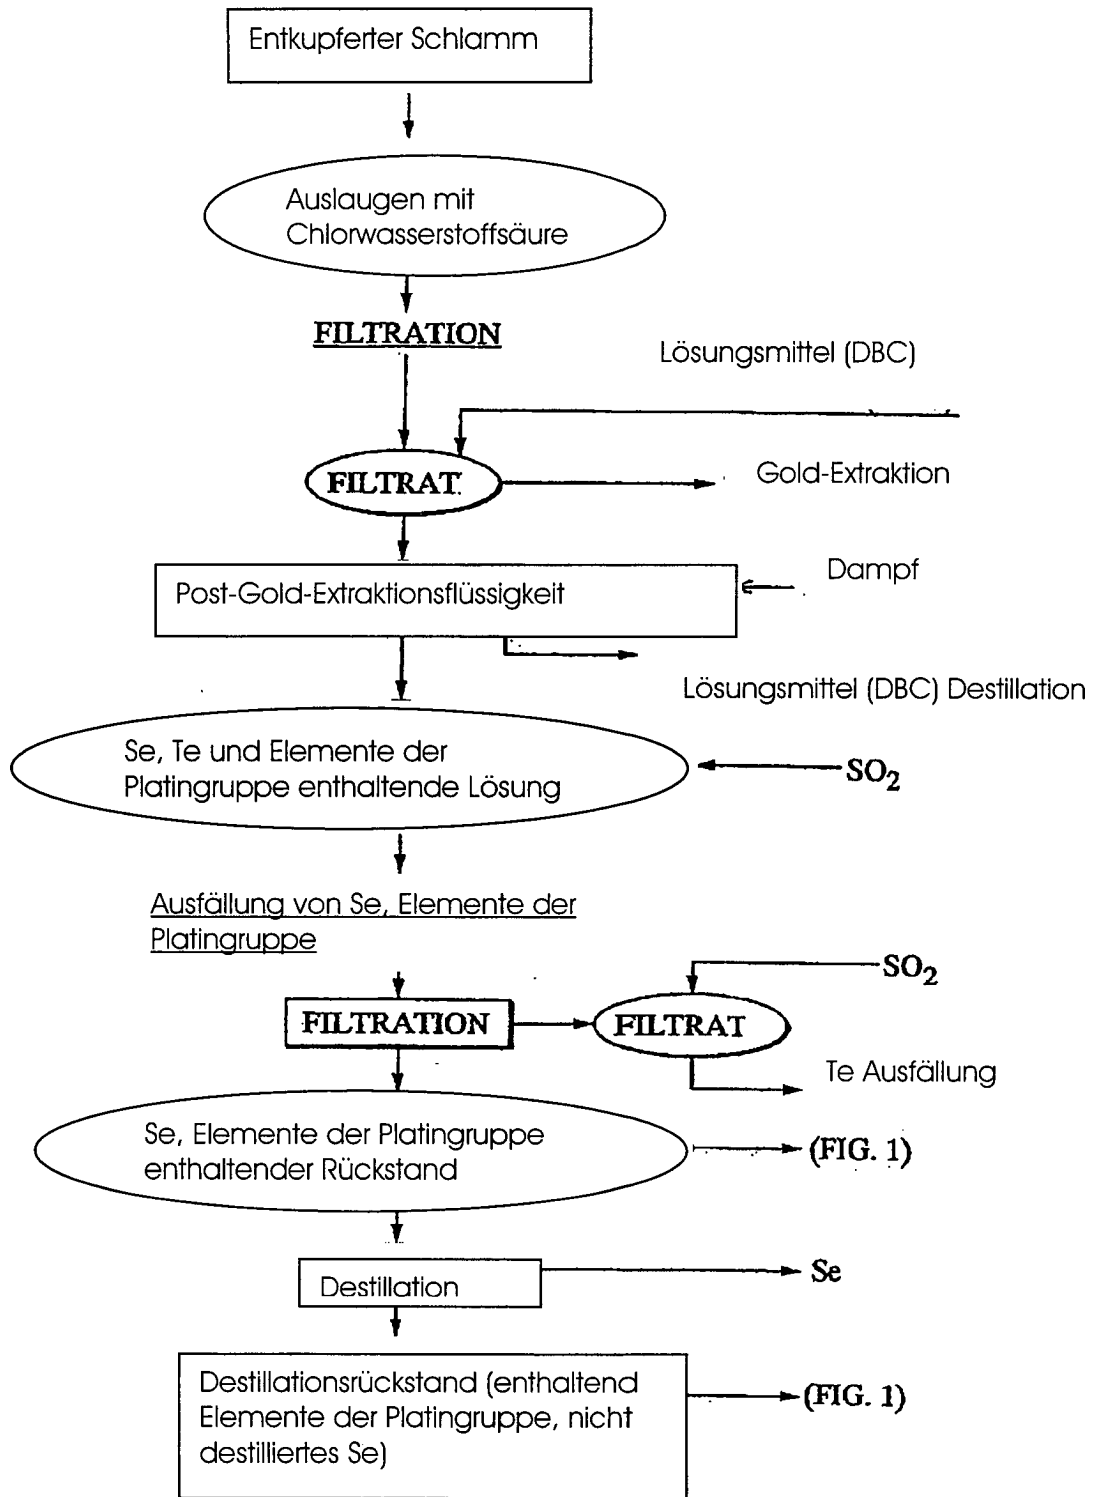 Entkupferter Schlamm
Auslaugen mit
Chlorwasserstoffsäure
FILTRATION
Lösungsmittel (DBC)
FILTRAT
Gold-Extraktion
Dampf
Post-Gold-Extraktionsflüssigkeit
Lösungsmittel (DBC) Destillation
Se, Te und Elemente der
Platingruppe enthaltende Lösung
SO2
Ausfällung von Se, Elemente der
Platingruppe
SO2
FILTRATION
FILTRAT
Te Ausfällung
Se, Elemente der Platingruppe
enthaltender Rückstand
(FIG. 1)
Destillation
Se
Destillationsrückstand (enthaltend
Elemente der Platingruppe, nicht
destilliertes Se)
(FIG. 1)